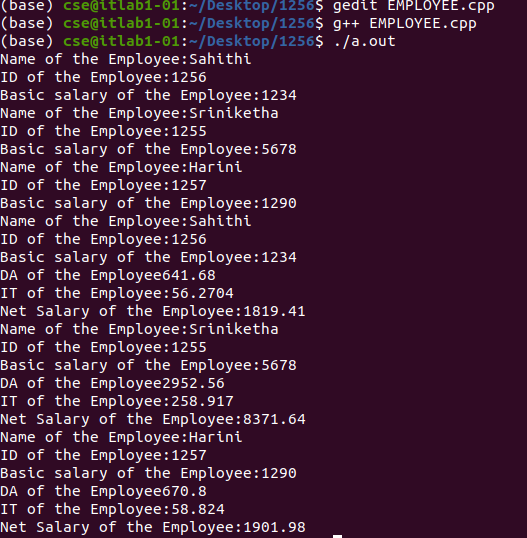 (base) cse@itlab1-01:~/Desktop/1256$ gedit EMPLOYEE.cpp
(base) cse@itlab1-01:~/Desktop/1256$ g++ EMPLOYEE.cpp
(base) cse@itlab1-01:~/Desktop/1256$ ./a.out
Name of the Employee:Sahithi
ID of the Employee:1256
Basic salary of the Employee:1234
Name of the Employee:Sriniketha
ID of the Employee:1255
Basic salary of the Employee:5678
Name of the Employee:Harini
ID of the Employee:1257
Basic salary of the Employee:1290
Name of the Employee:Sahithi
ID of the Employee:1256
Basic salary of the Employee:1234
DA of the Employee641.68
IT of the Employee:56.2704
Net Salary of the Employee:1819.41
Name of the Employee:Sriniketha
ID of the Employee:1255
Basic salary of the Employee:5678
DA of the Employee2952.56
IT of the Employee:258.917
Net Salary of the Employee:8371.64
Name of the Employee:Harini
ID of the Employee:1257
Basic salary of the Employee:1290
DA of the Employee670.8
IT of the Employee:58.824
Net Salary of the Employee:1901.98